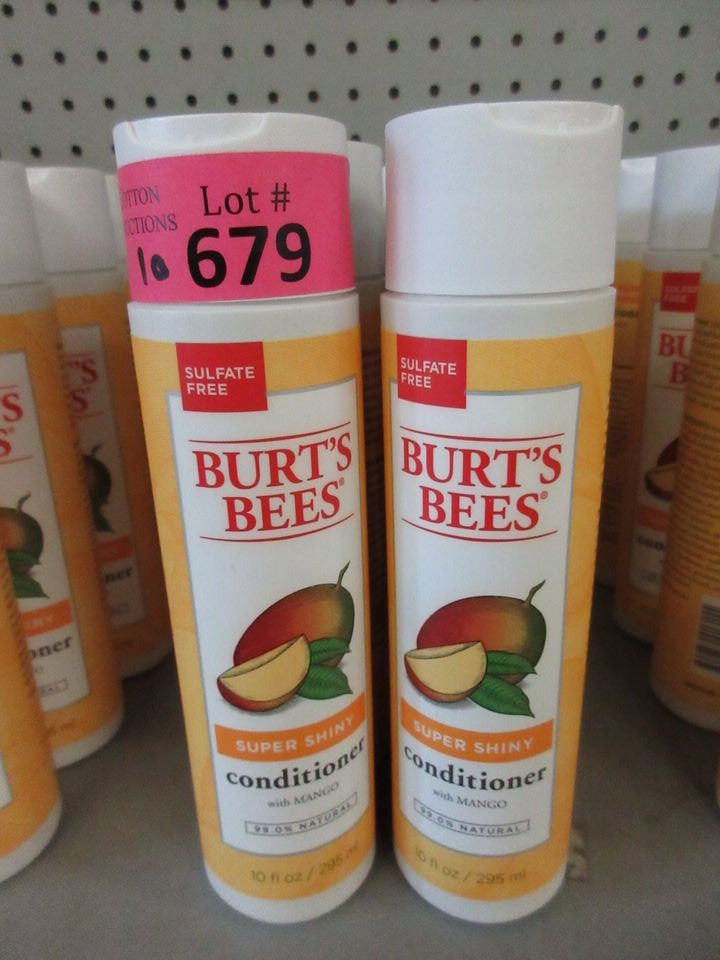 Lot #
10 679
SULFATE
FREE
BURT'S
BEES®
SUPER SHINY
conditioner
with MANGO
99.0% NATURAL
10 fl oz / 295 ml
SULFATE
FREE
BURT'S
BEES®
SUPER SHINY
conditioner
with MANGO
99.0% NATURAL
10 fl oz / 295 ml